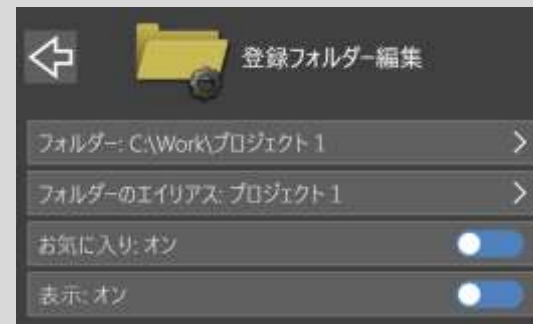 登録フォルダー編集
フォルダー: C:\Work\プロジェクト 1
フォルダーのエイリアス: プロジェクト 1
お気に入り: オン
表示: オン